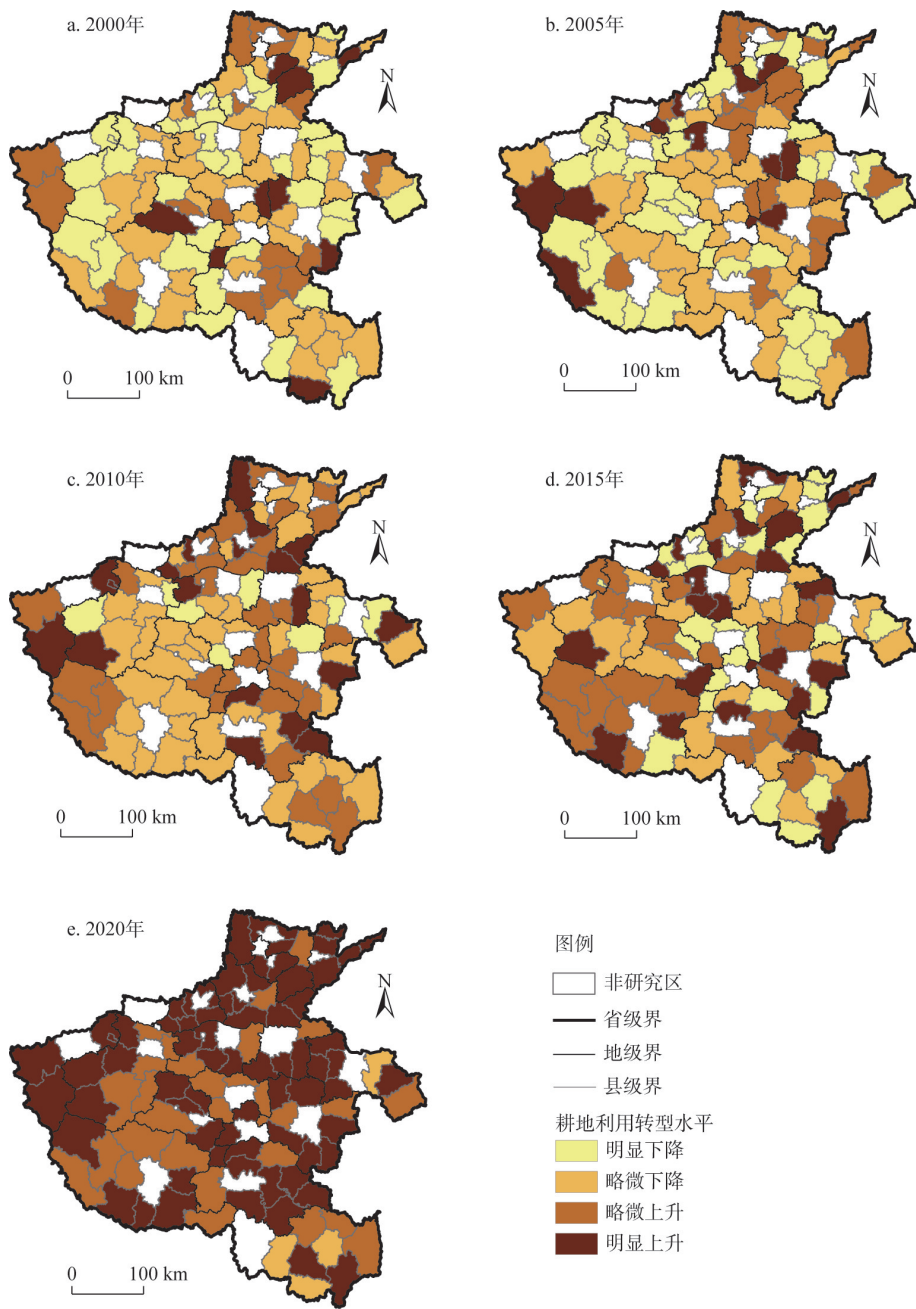 a. 2000年
N
0 100 km
b. 2005年
N
0 100 km
c. 2010年
N
0 100 km
d. 2015年
N
0 100 km
e. 2020年
N
0 100 km
图例
非研究区
省级界
地级界
县级界
耕地利用转型水平
明显下降
略微下降
略微上升
明显上升